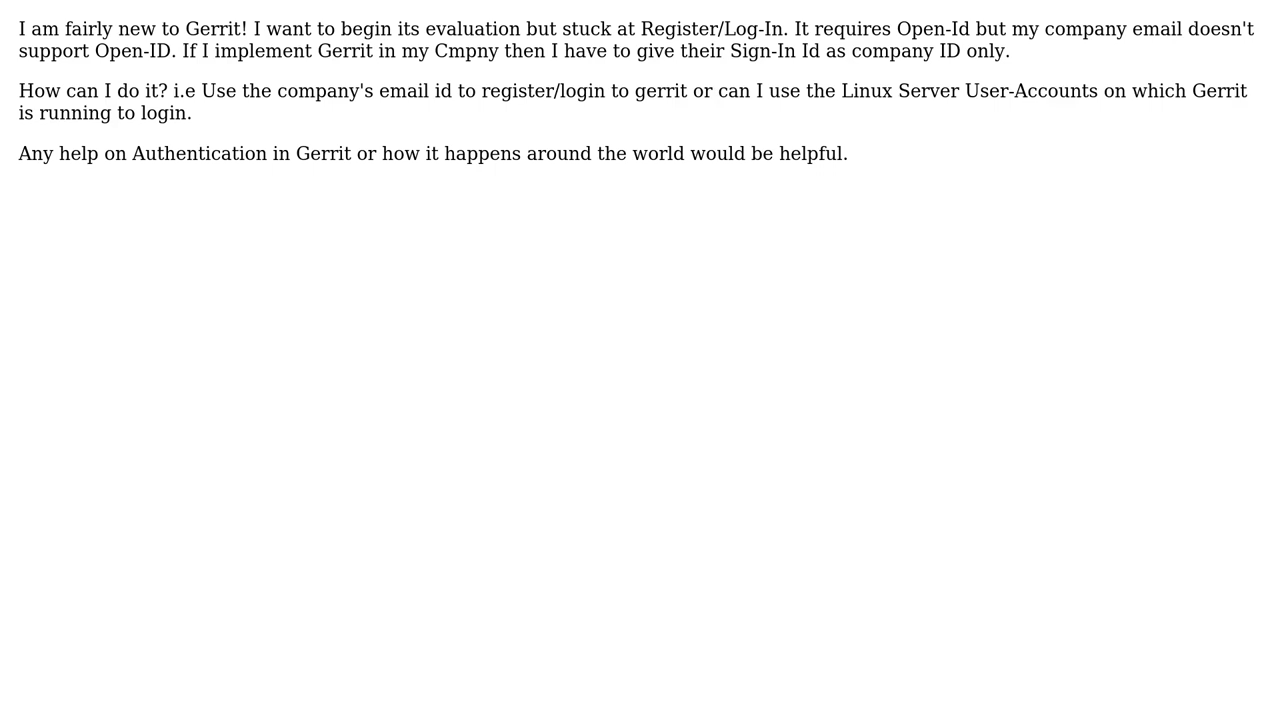 I am fairly new to Gerrit! I want to begin its evaluation but stuck at Register/Log-In. It requires Open-Id but my company email doesn't
support Open-ID. If I implement Gerrit in my Cmpny then I have to give their Sign-In Id as company ID only.
How can I do it? i.e Use the company's email id to register/login to gerrit or can I use the Linux Server User-Accounts on which Gerrit
is running to login.
Any help on Authentication in Gerrit or how it happens around the world would be helpful.